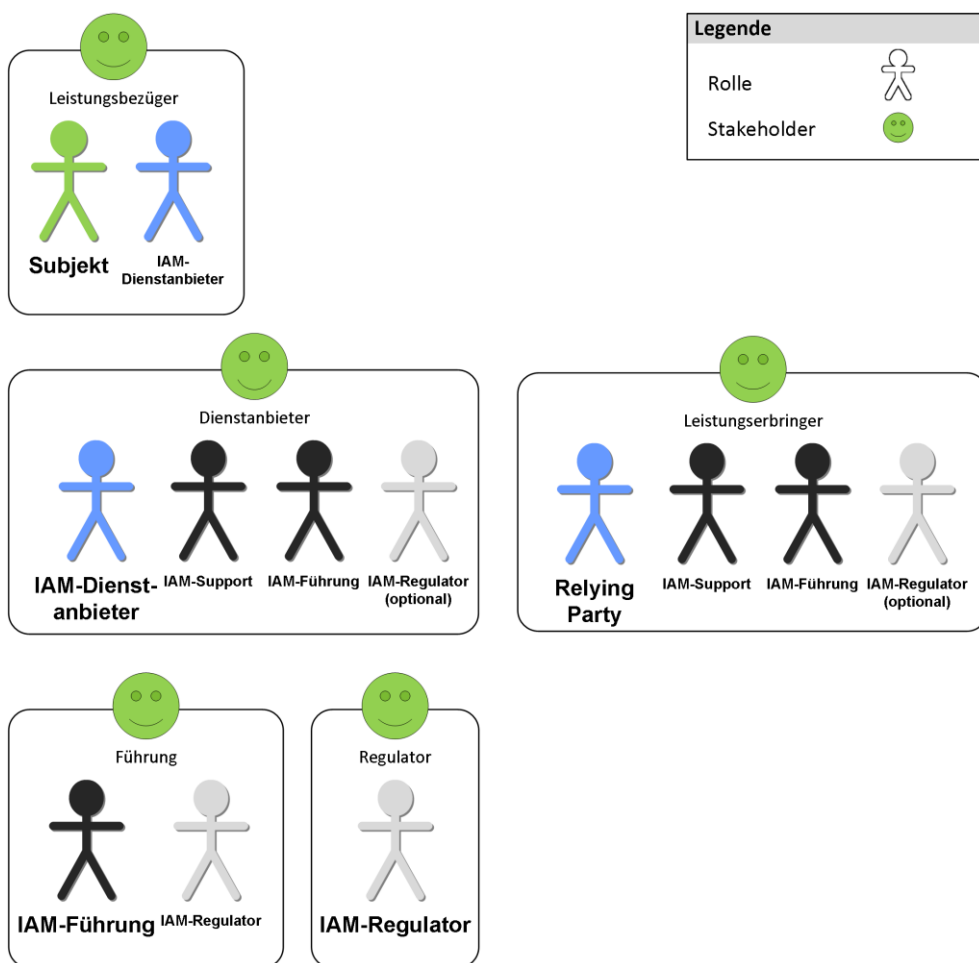 Legende
Rolle
Stakeholder
Leistungsbezüger
Subjekt
IAM-
Dienstanbieter
Dienstanbieter
IAM-Dienst-
anbieter
IAM-Support
IAM-Führung
IAM-Regulator
(optional)
Leistungserbringer
Relying
Party
IAM-Support
IAM-Führung
IAM-Regulator
(optional)
Führung
IAM-Führung
IAM-Regulator
Regulator
IAM-Regulator